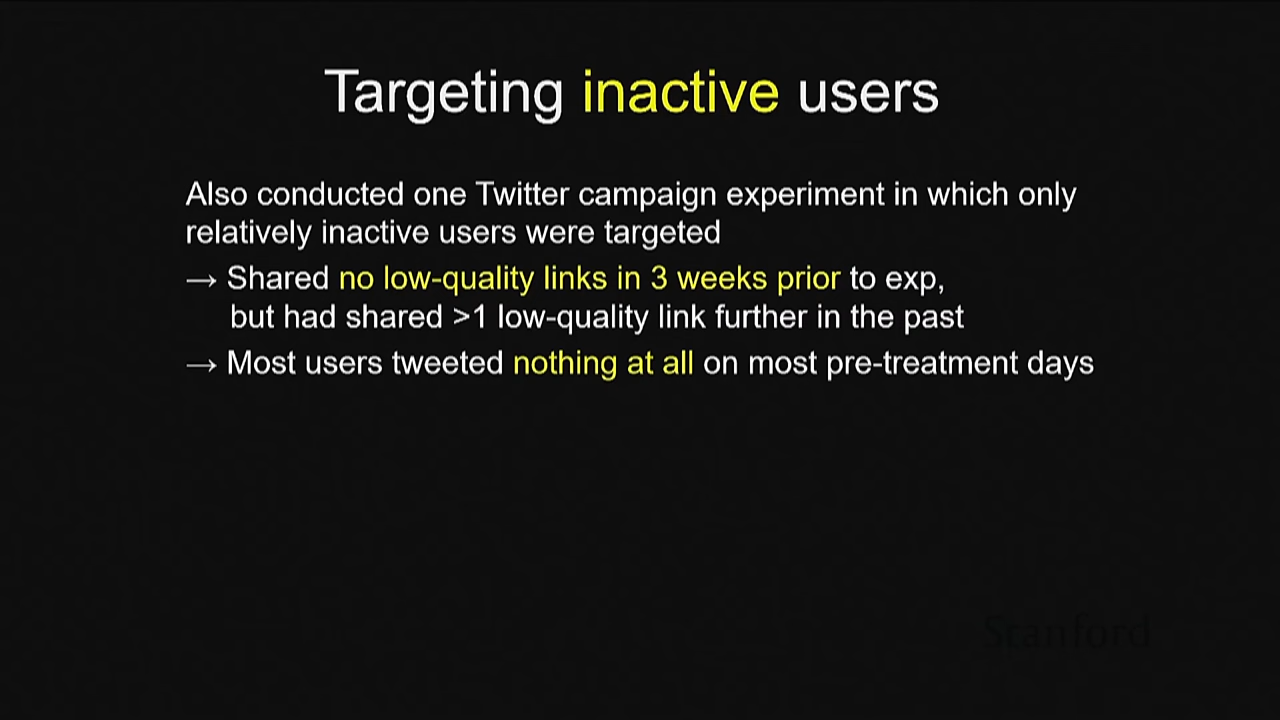 Targeting inactive users
Also conducted one Twitter campaign experiment in which only
relatively inactive users were targeted
→ Shared no low-quality links in 3 weeks prior to exp,
but had shared >1 low-quality link further in the past
→ Most users tweeted nothing at all on most pre-treatment days
Stanford